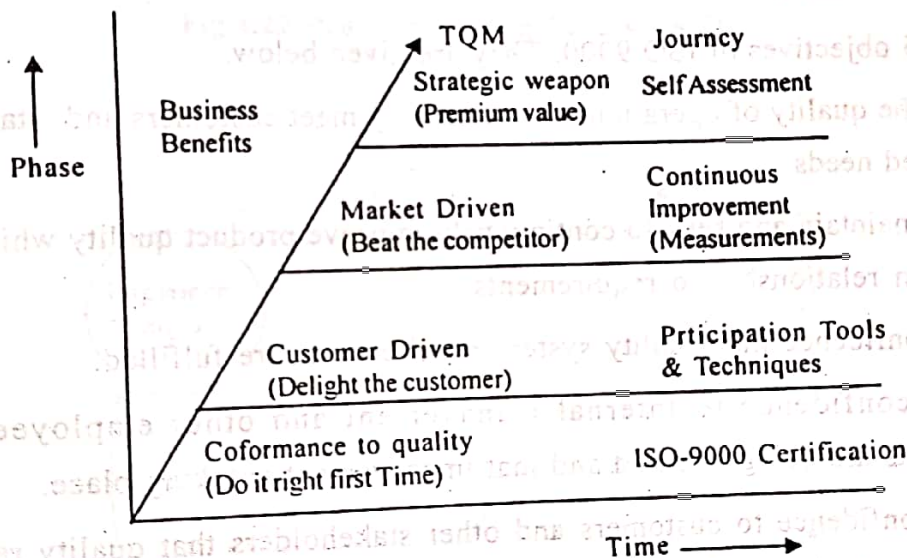 TQM
Journcy
Strategic weapon
(Premium value)
Self Assessment
Business
Benefits
Phase
Market Driven
(Beat the competitor)
Continuous
Improvement
(Measurements)
Customer Driven
(Delight the customer)
Prticipation Tools
& Techniques
Coformance to quality
(Do it right first Time)
ISO-9000 Certification
Time